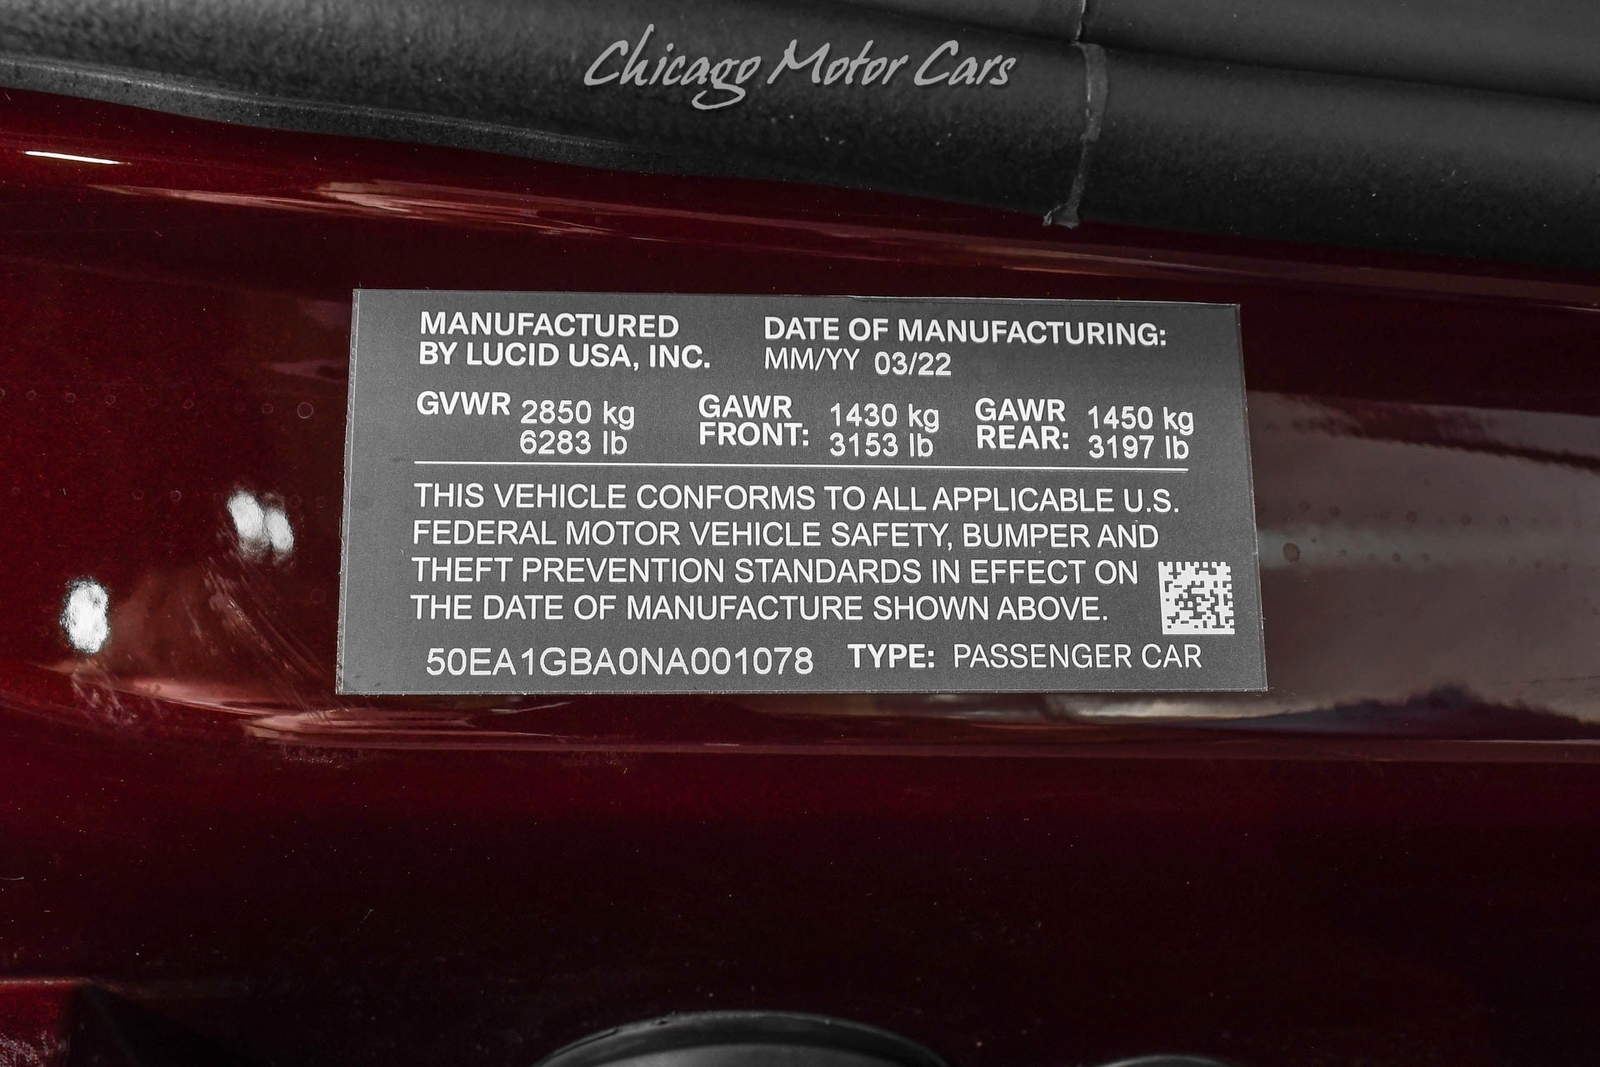 Chicago Motor Cars
MANUFACTURED
BY LUCID USA, INC.
DATE OF MANUFACTURING:
MM/YY 03/22
GVWR 2850 kg
6283 lb
GAWR
FRONT: 1430 kg
3153 lb
GAWR
REAR: 1450 kg
3197 lb
THIS VEHICLE CONFORMS TO ALL APPLICABLE U.S.
FEDERAL MOTOR VEHICLE SAFETY, BUMPER AND
THEFT PREVENTION STANDARDS IN EFFECT ON
THE DATE OF MANUFACTURE SHOWN ABOVE.
50EA1GBA0NA001078 TYPE: PASSENGER CAR